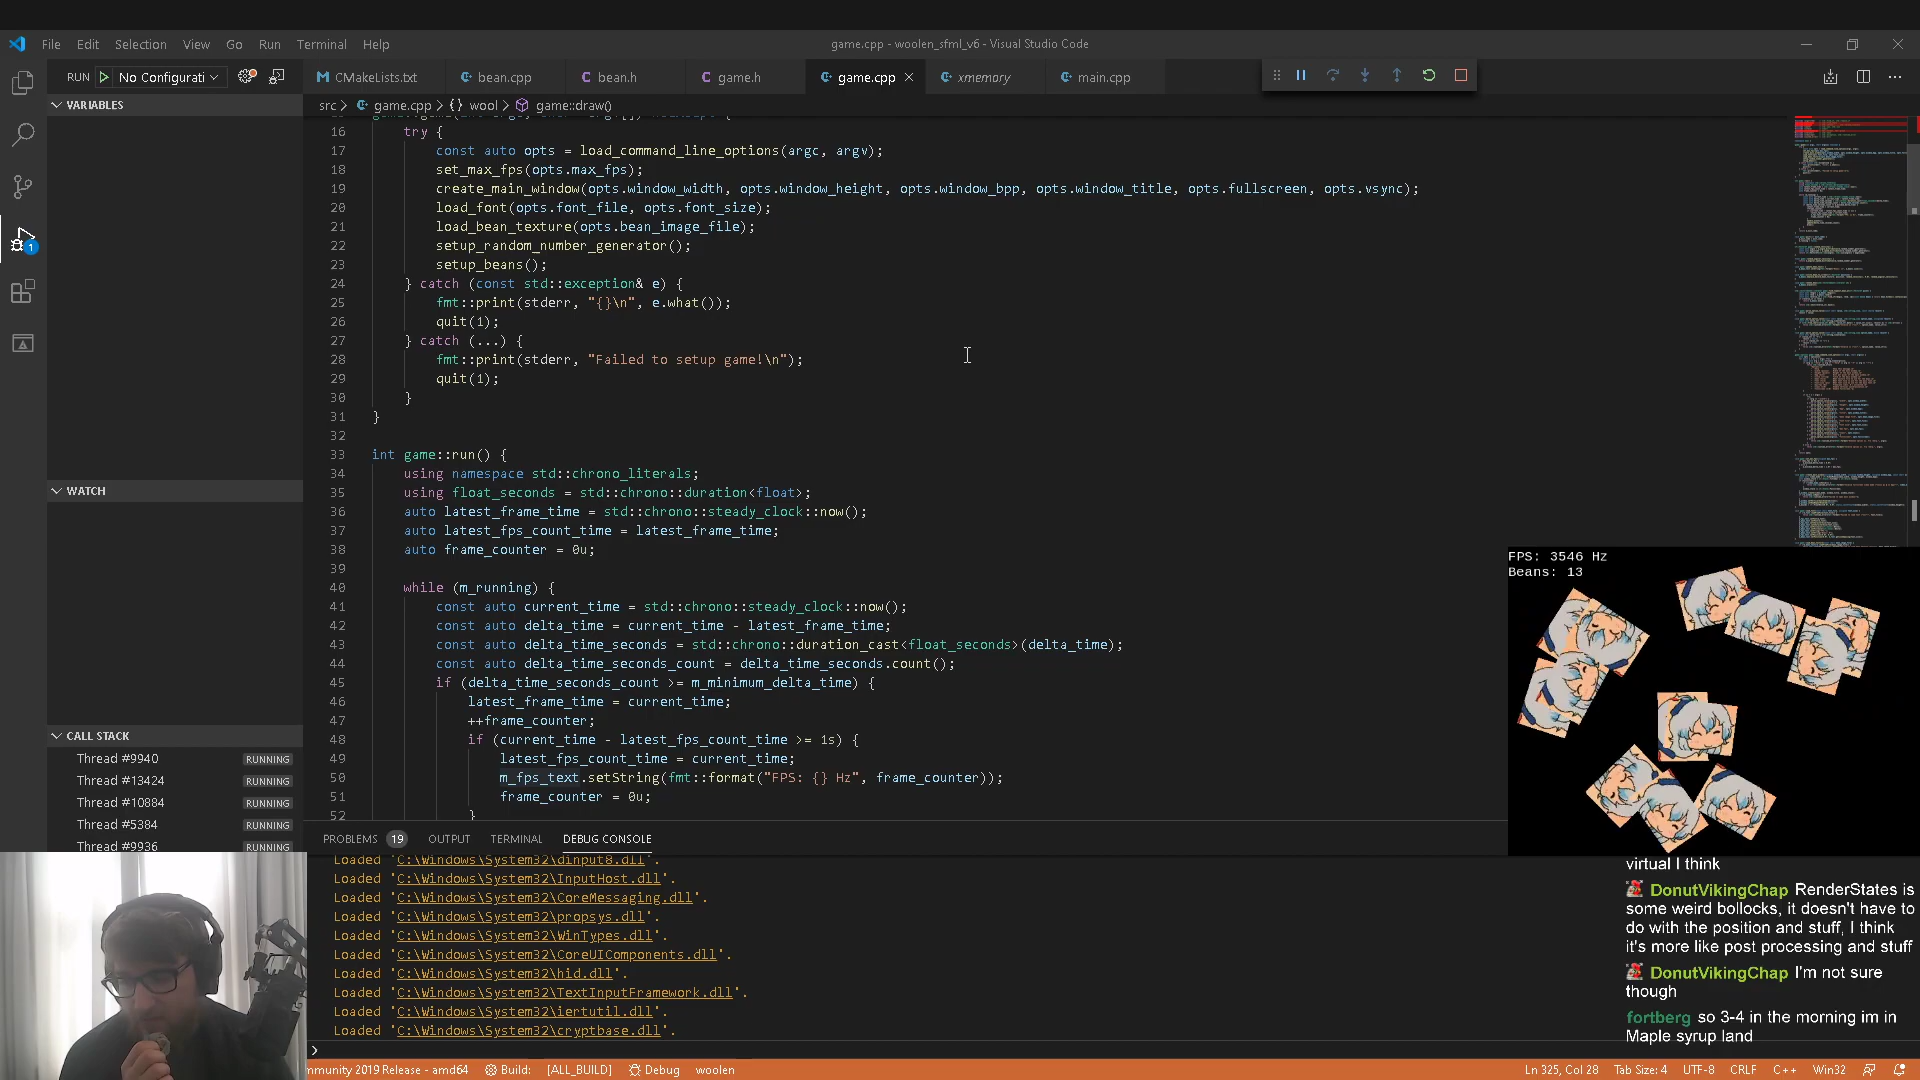 File Edit Selection View Go Run Terminal Help
game.cpp - woolen_sfml_v6 - Visual Studio Code
RUN No Configurati
CMakeLists.txt bean.cpp bean.h game.h game.cpp xmemory main.cpp
VARIABLES
src > game.cpp > {} wool > game::draw()
16 try {
17 const auto opts = load_command_line_options(argc, argv);
18 set_max_fps(opts.max_fps);
19 create_main_window(opts.window_width, opts.window_height, opts.window_bpp, opts.window_title, opts.fullscreen, opts.vsync);
20 load_font(opts.font_file, opts.font_size);
21 load_bean_texture(opts.bean_image_file);
22 setup_random_number_generator();
23 setup_beans();
24 } catch (const std::exception& e) {
25 fmt::print(stderr, "{}\n", e.what());
26 quit(1);
27 } catch (...) {
28 fmt::print(stderr, "Failed to setup game!\n");
29 quit(1);
30 }
31 }
32
33 int game::run() {
34 using namespace std::chrono_literals;
35 using float_seconds = std::chrono::duration<float>;
36 auto latest_frame_time = std::chrono::steady_clock::now();
37 auto latest_fps_count_time = latest_frame_time;
38 auto frame_counter = 0u;
39
40 while (m_running) {
41 const auto current_time = std::chrono::steady_clock::now();
42 const auto delta_time = current_time - latest_frame_time;
43 const auto delta_time_seconds = std::chrono::duration_cast<float_seconds>(delta_time);
44 const auto delta_time_seconds_count = delta_time_seconds.count();
45 if (delta_time_seconds_count >= m_minimum_delta_time) {
46 latest_frame_time = current_time;
47 ++frame_counter;
48 if (current_time - latest_fps_count_time >= 1s) {
49 latest_fps_count_time = current_time;
50 m_fps_text.setString(fmt::format("FPS: {} Hz", frame_counter));
51 frame_counter = 0u;
52 }
WATCH
CALL STACK
Thread #9940 RUNNING
Thread #13424 RUNNING
Thread #10884 RUNNING
Thread #5384 RUNNING
Thread #9936 RUNNING
1
FPS: 3546 Hz
Beans: 13
PROBLEMS 19 OUTPUT TERMINAL DEBUG CONSOLE
Loaded 'C:\Windows\System32\dinput8.dll'.
Loaded 'C:\Windows\System32\InputHost.dll'.
Loaded 'C:\Windows\System32\CoreMessaging.dll'.
Loaded 'C:\Windows\System32\propsys.dll'.
Loaded 'C:\Windows\System32\WinTypes.dll'.
Loaded 'C:\Windows\System32\CoreUIComponents.dll'.
Loaded 'C:\Windows\System32\hid.dll'.
Loaded 'C:\Windows\System32\TextInputFramework.dll'.
Loaded 'C:\Windows\System32\iertutil.dll'.
Loaded 'C:\Windows\System32\cryptbase.dll'.
virtual I think
DonutVikingChap RenderStates is
some weird bollocks, it doesn't have to
do with the position and stuff, I think
it's more like post processing and stuff
DonutVikingChap I'm not sure
though
fortberg so 3-4 in the morning im in
Maple syrup land
mmunity 2019 Release - amd64 Build: [ALL_BUILD] Debug woolen
Ln 325, Col 28 Tab Size: 4 UTF-8 CRLF C++ Win32